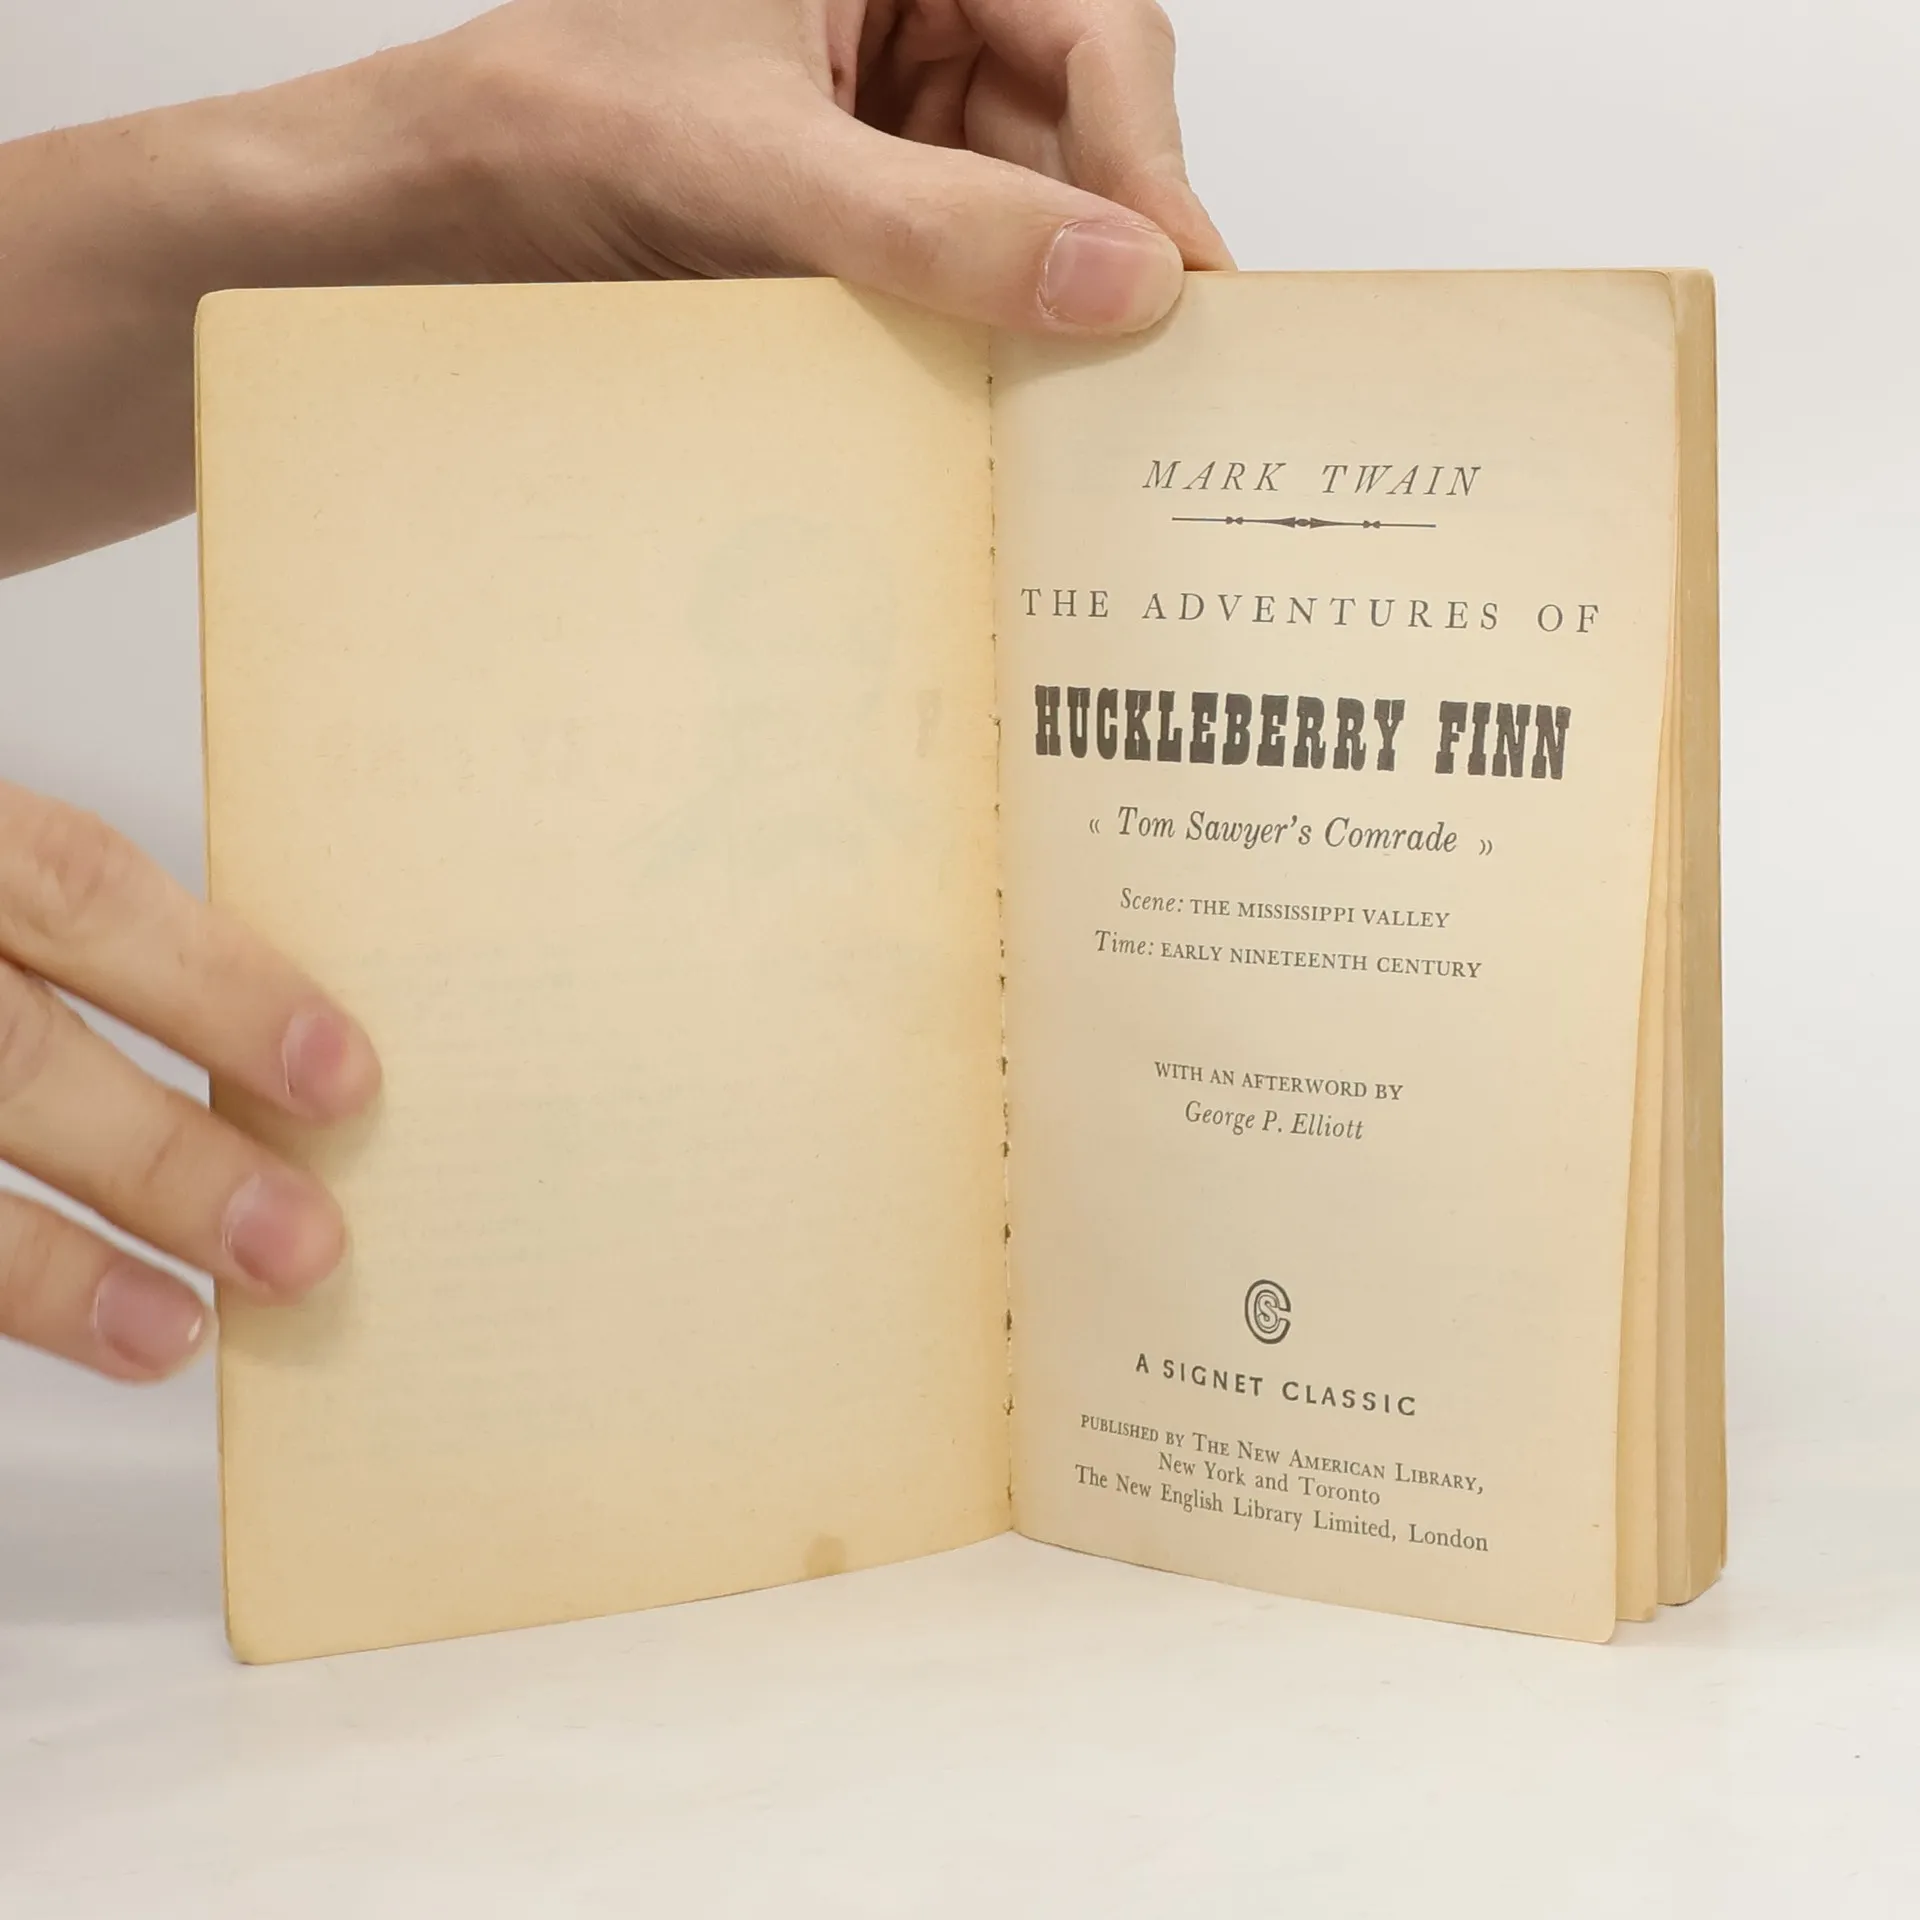 MARK TWAIN
THE ADVENTURES OF
HUCKLEBERRY FINN
« Tom Sawyer's Comrade »
Scene: THE MISSISSIPPI VALLEY
Time: EARLY NINETEENTH CENTURY
WITH AN AFTERWORD BY
George P. Elliott
CS
A SIGNET CLASSIC
PUBLISHED BY THE NEW AMERICAN LIBRARY,
New York and Toronto
The New English Library Limited, London